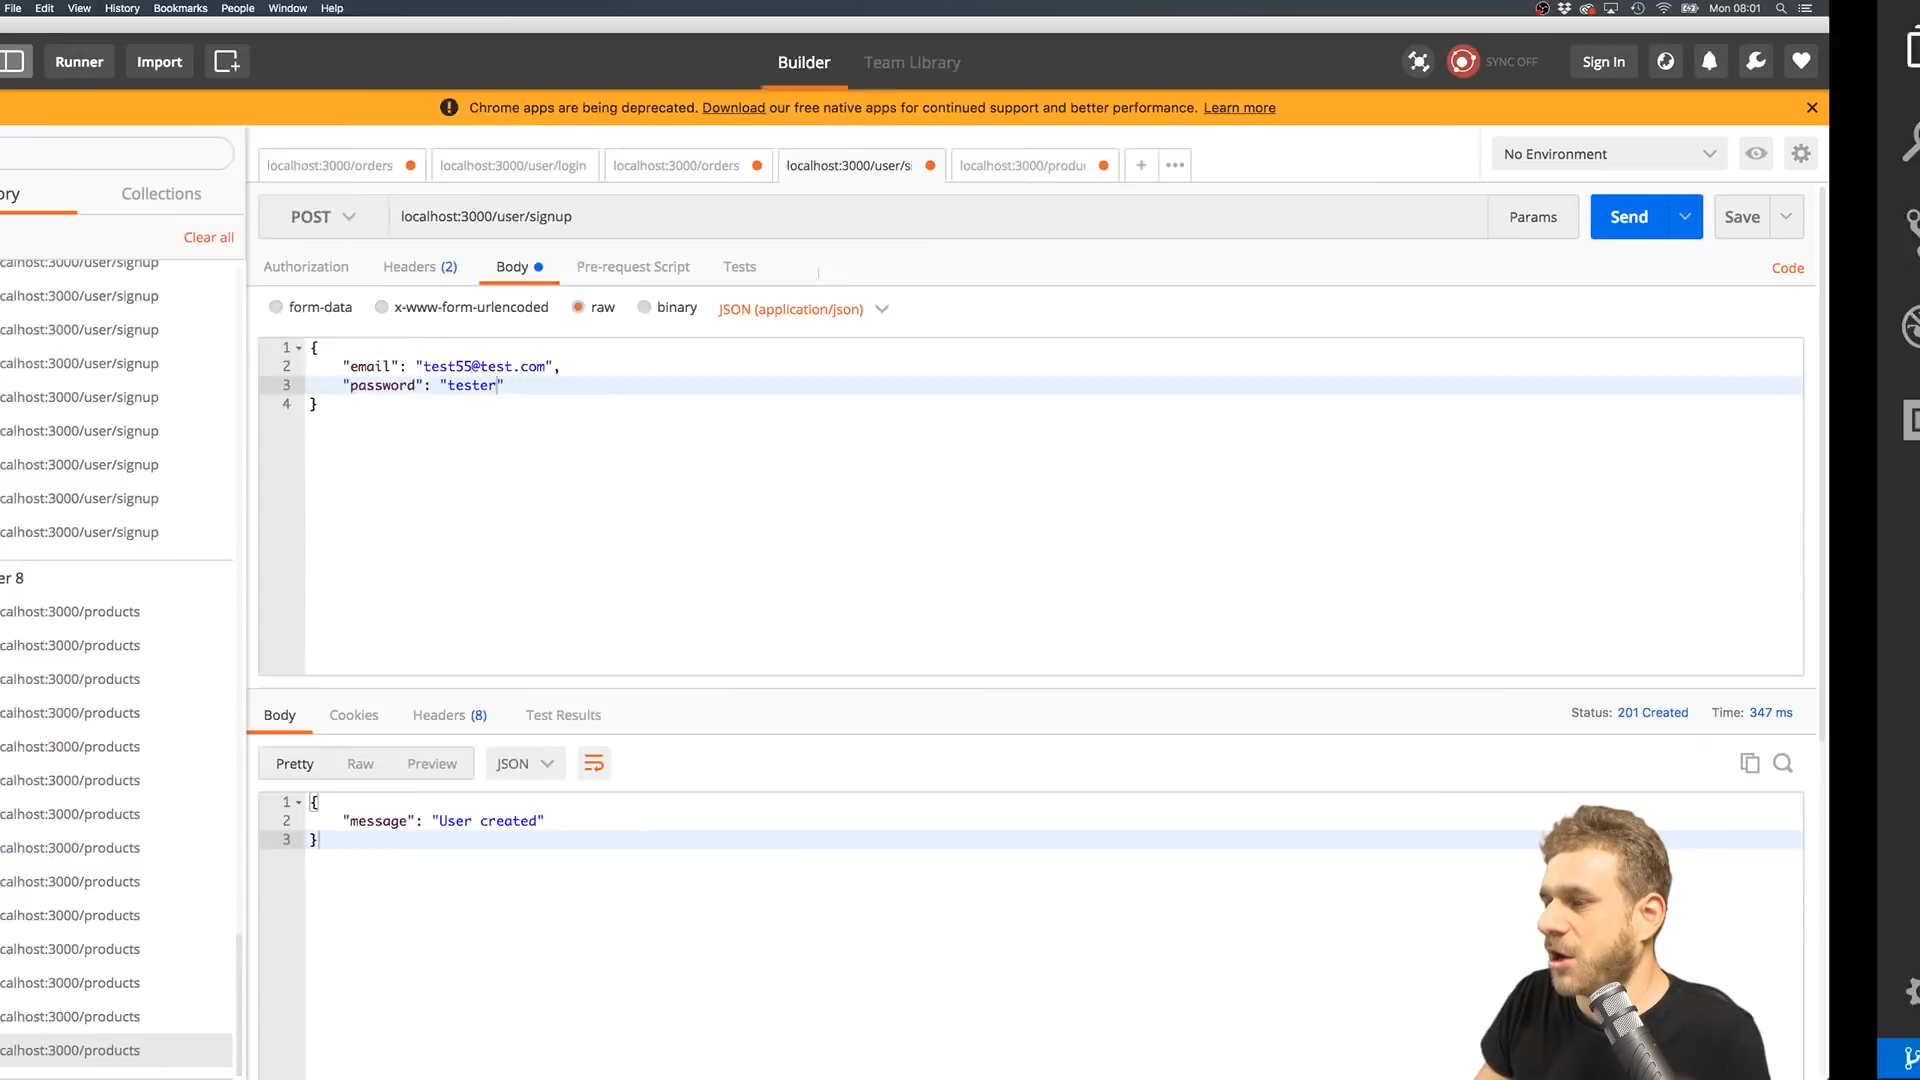 File Edit View History Bookmarks People Window Help Mon 08:01
Runner Import Builder Team Library SYNC OFF Sign In
Chrome apps are being deprecated. Download our free native apps for continued support and better performance. Learn more
localhost:3000/orders localhost:3000/user/login localhost:3000/orders localhost:3000/user/si localhost:3000/produc + ••• No Environment
ory Collections
POST localhost:3000/user/signup Params Send Save
Clear all
Authorization Headers (2) Body Pre-request Script Tests Code
form-data x-www-form-urlencoded raw binary JSON (application/json)
calhost:3000/user/signup
calhost:3000/user/signup
calhost:3000/user/signup
calhost:3000/user/signup
calhost:3000/user/signup
calhost:3000/user/signup
calhost:3000/user/signup
calhost:3000/user/signup
calhost:3000/user/signup
1 {
2 "email": "test55@test.com",
3 "password": "tester"
4 }
er 8
calhost:3000/products
calhost:3000/products
calhost:3000/products
calhost:3000/products
calhost:3000/products
calhost:3000/products
calhost:3000/products
calhost:3000/products
calhost:3000/products
calhost:3000/products
calhost:3000/products
calhost:3000/products
calhost:3000/products
calhost:3000/products
Body Cookies Headers (8) Test Results Status: 201 Created Time: 347 ms
Pretty Raw Preview JSON
1 {
2 "message": "User created"
3 }